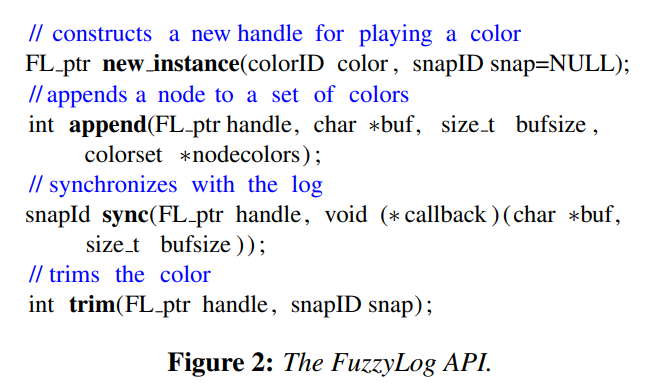 // constructs a new handle for playing a color
FL_ptr new_instance(colorID color, snapID snap=NULL);
//appends a node to a set of colors
int append(FL_ptr handle, char *buf, size_t bufsize,
colorset *nodecolors);
// synchronizes with the log
snapId sync(FL_ptr handle, void (*callback)(char *buf,
size_t bufsize));
// trims the color
int trim(FL_ptr handle, snapID snap);
Figure 2: The FuzzyLog API.